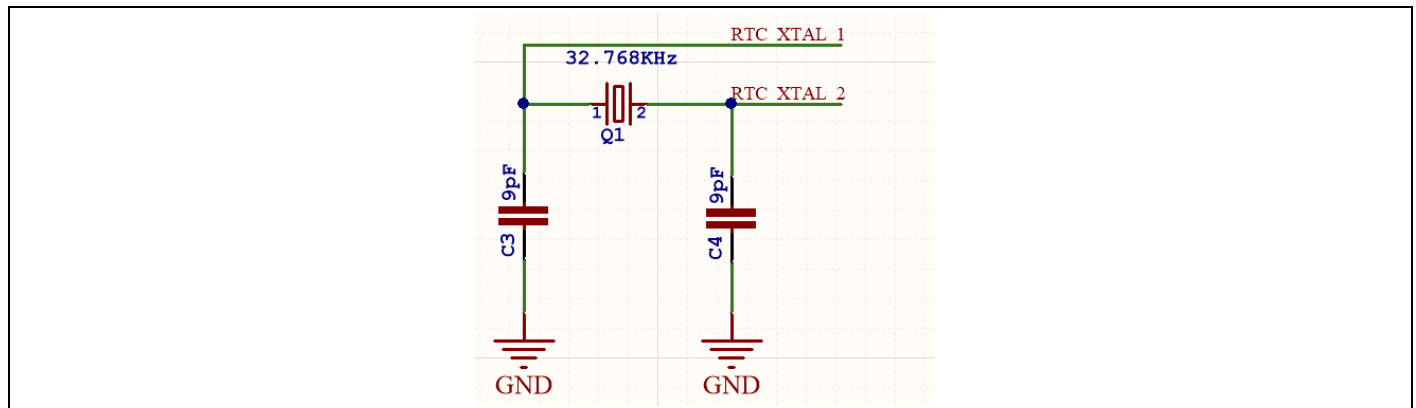 RTC XTAL 1
32.768KHz
RTC XTAL 2
1 2
Q1
9pF 9pF
C3 C4
GND GND